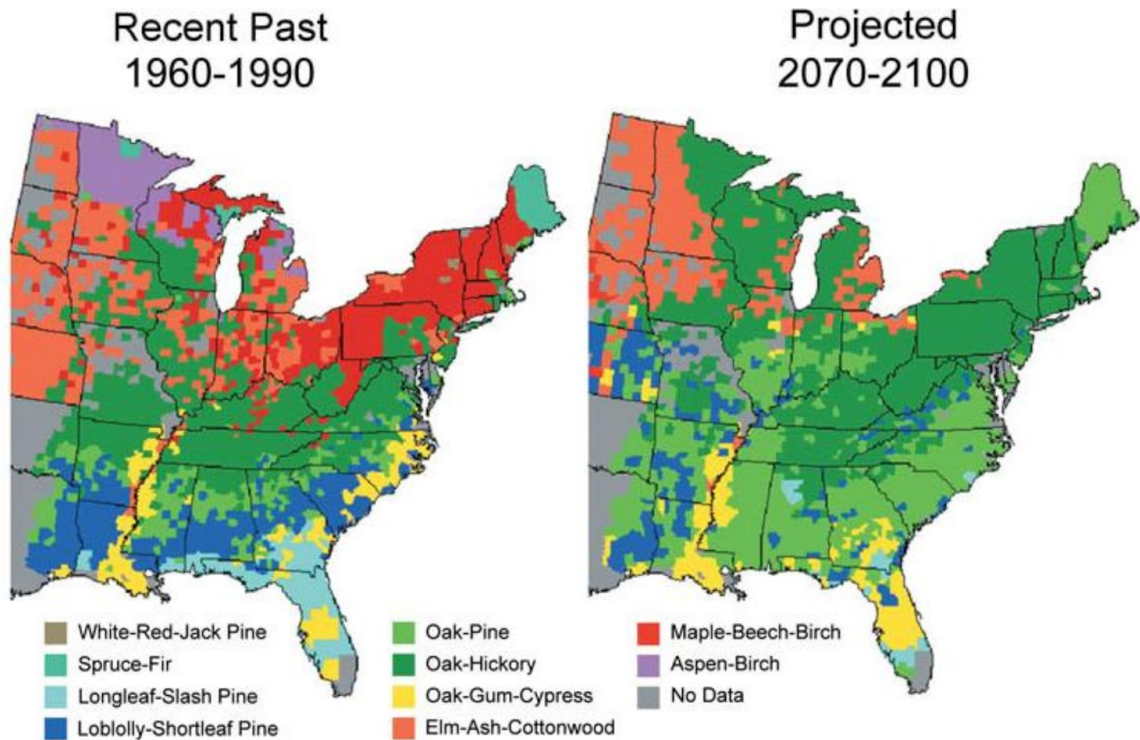 Recent Past
1960-1990
Projected
2070-2100
White-Red-Jack Pine
Spruce-Fir
Longleaf-Slash Pine
Loblolly-Shortleaf Pine
Oak-Pine
Oak-Hickory
Oak-Gum-Cypress
Elm-Ash-Cottonwood
Maple-Beech-Birch
Aspen-Birch
No Data